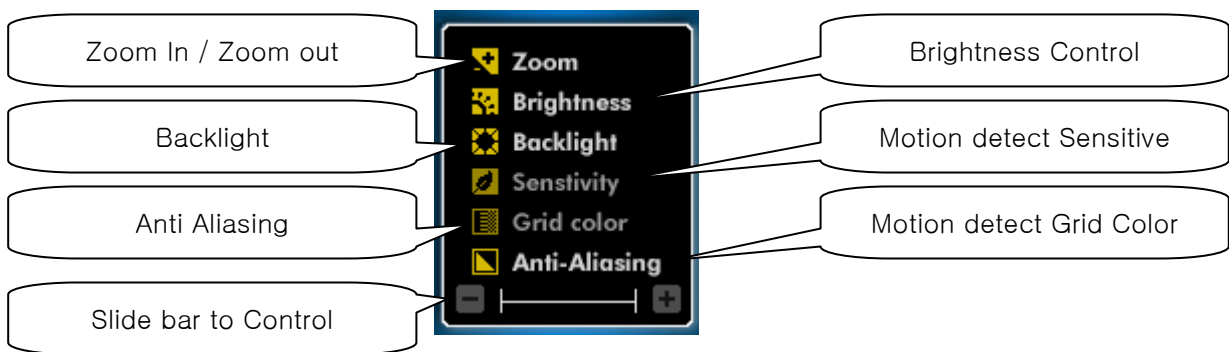 Zoom In / Zoom out
Backlight
Anti Aliasing
Slide bar to Control
Zoom
Brightness
Backlight
Senstivity
Grid color
Anti-Aliasing
Brightness Control
Motion detect Sensitive
Motion detect Grid Color